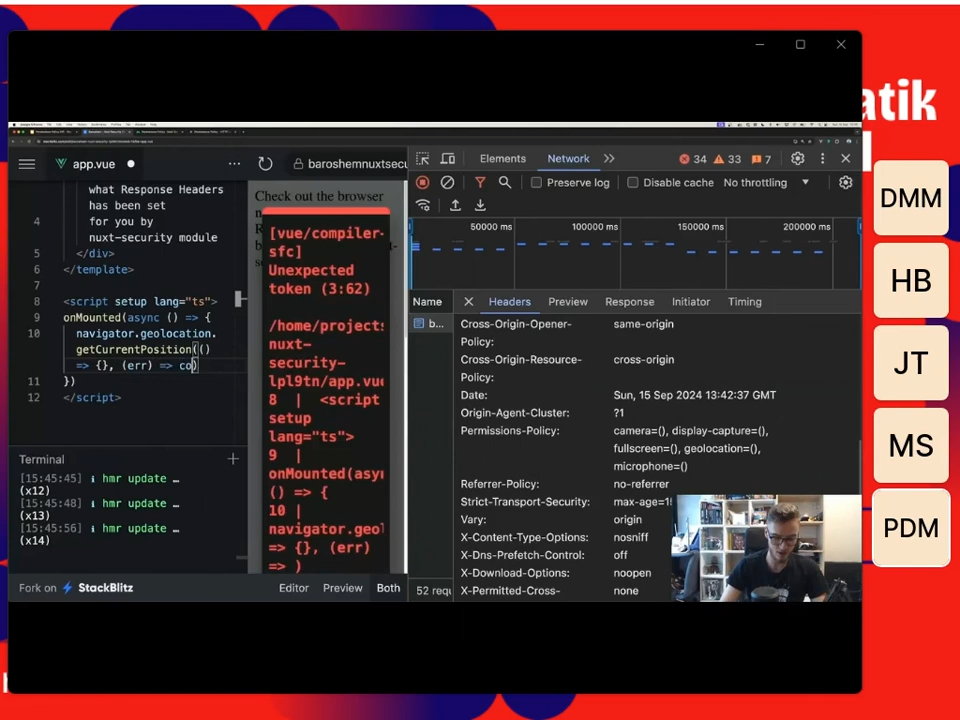 atik
DMM
HB
JT
MS
PDM
app.vue
baroshemnuxtsecu
what Response Headers
has been set
4 for you by
nuxt-security module
5 </div>
6 </template>
7
8 <script setup lang="ts">
9 onMounted(async () => {
10 navigator.geolocation.
getCurrentPosition(()
=> {}, (err) => co)
11 })
12 </script>
Terminal
[15:45:45] i hmr update …
(x12)
[15:45:48] i hmr update …
(x13)
[15:45:56] i hmr update …
(x14)
Check out the browser
[vue/compiler-
sfc]
Unexpected
token (3:62)
/home/projects
nuxt-
security-
lpl9tn/app.vue
8 | <script
setup
lang="ts">
9 |
onMounted(asyn
() => {
10 |
navigator.geol
=> {}, (err)
=> )
Fork on StackBlitz
Editor Preview Both
Elements Network 34 33 7
Preserve log Disable cache No throttling
50000 ms 100000 ms 150000 ms 200000 ms
Name Headers Preview Response Initiator Timing
b...
Cross-Origin-Opener- same-origin
Policy:
Cross-Origin-Resource- cross-origin
Policy:
Date: Sun, 15 Sep 2024 13:42:37 GMT
Origin-Agent-Cluster: ?1
Permissions-Policy: camera=(), display-capture=(),
fullscreen=(), geolocation=(),
microphone=()
Referrer-Policy: no-referrer
Strict-Transport-Security: max-age=1
Vary: origin
X-Content-Type-Options: nosniff
X-Dns-Prefetch-Control: off
X-Download-Options: noopen
X-Permitted-Cross- none
52 requ